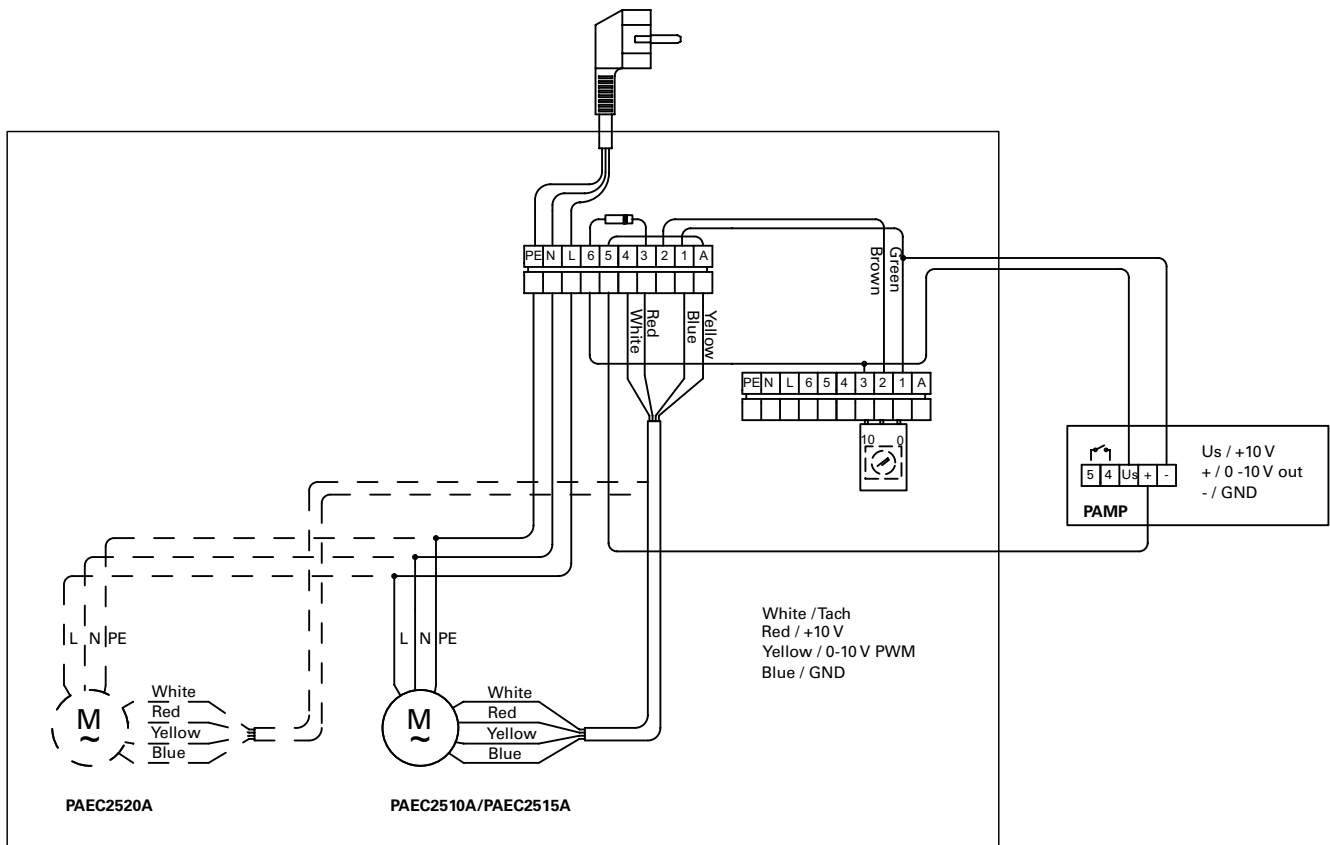 PE N L 6 5 4 3 2 1 A
Green
Brown
Yellow
Blue
Red
White
PE N L 6 5 4 3 2 1 A
10 0
5 4 Us + -
PAMP
Us / +10 V
+ / 0 -10 V out
- / GND
White / Tach
Red / +10 V
Yellow / 0-10 V PWM
Blue / GND
L N PE
L N PE
M
~
White
Red
Yellow
Blue
M
~
White
Red
Yellow
Blue
PAEC2520A
PAEC2510A/PAEC2515A